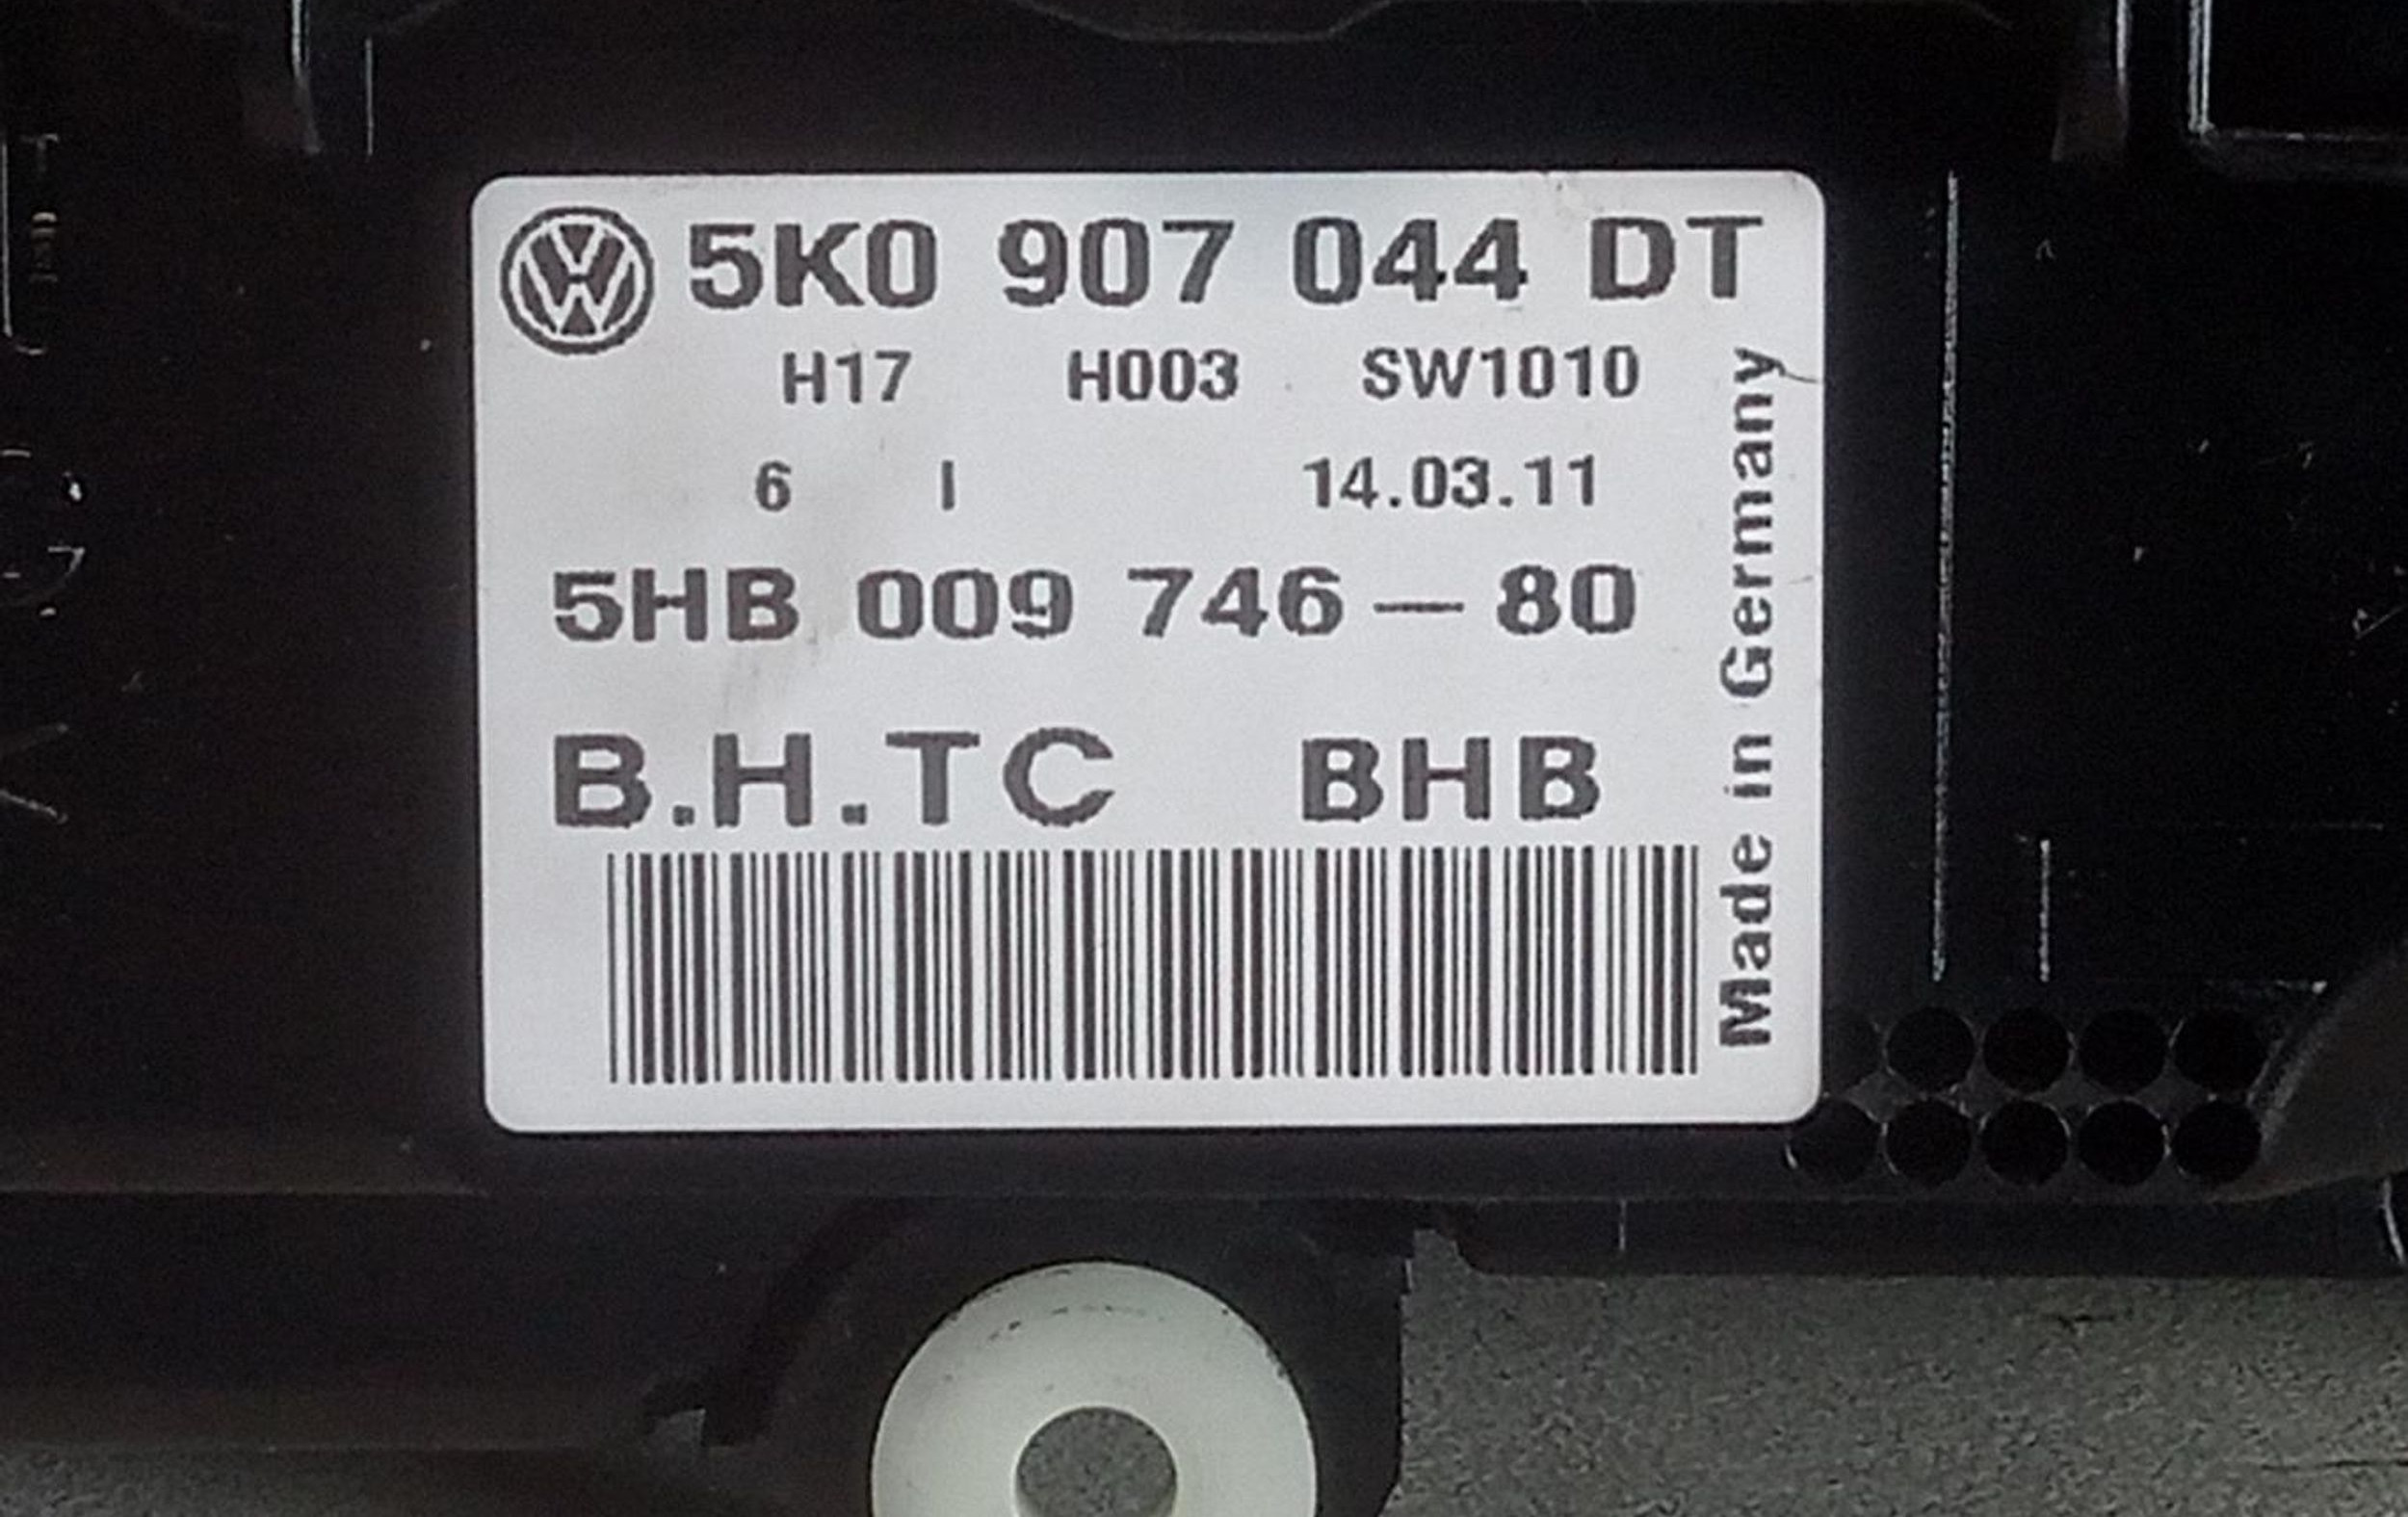 5K0 907 044 DT
H17 H003 SW1010
6 I 14.03.11
5HB 009 746-80
B.H.TC BHB
Made in Germany